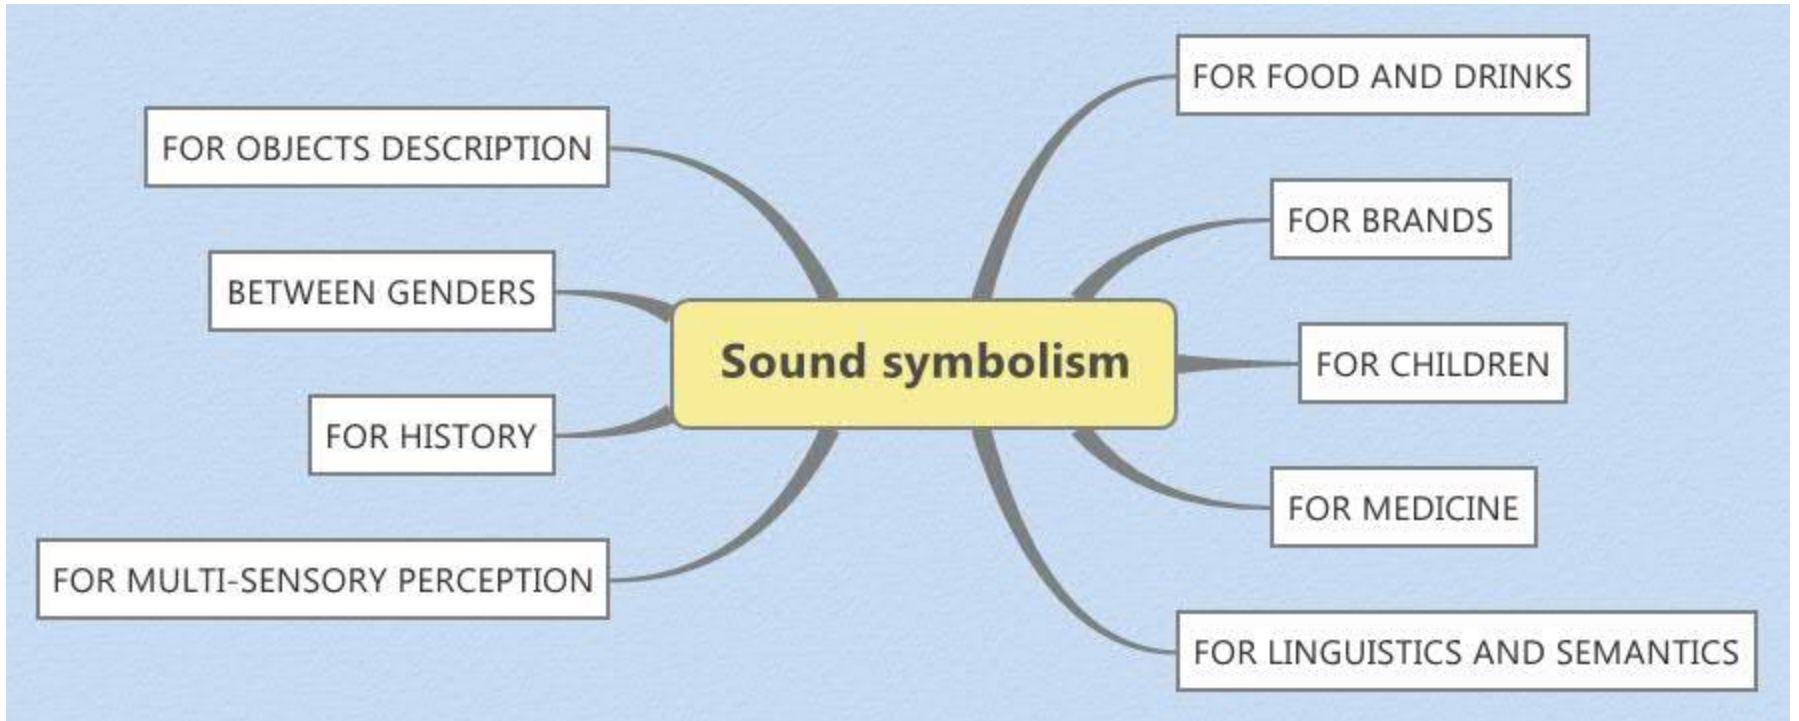 FOR FOOD AND DRINKS
FOR OBJECTS DESCRIPTION
FOR BRANDS
BETWEEN GENDERS
Sound symbolism
FOR CHILDREN
FOR HISTORY
FOR MEDICINE
FOR MULTI-SENSORY PERCEPTION
FOR LINGUISTICS AND SEMANTICS